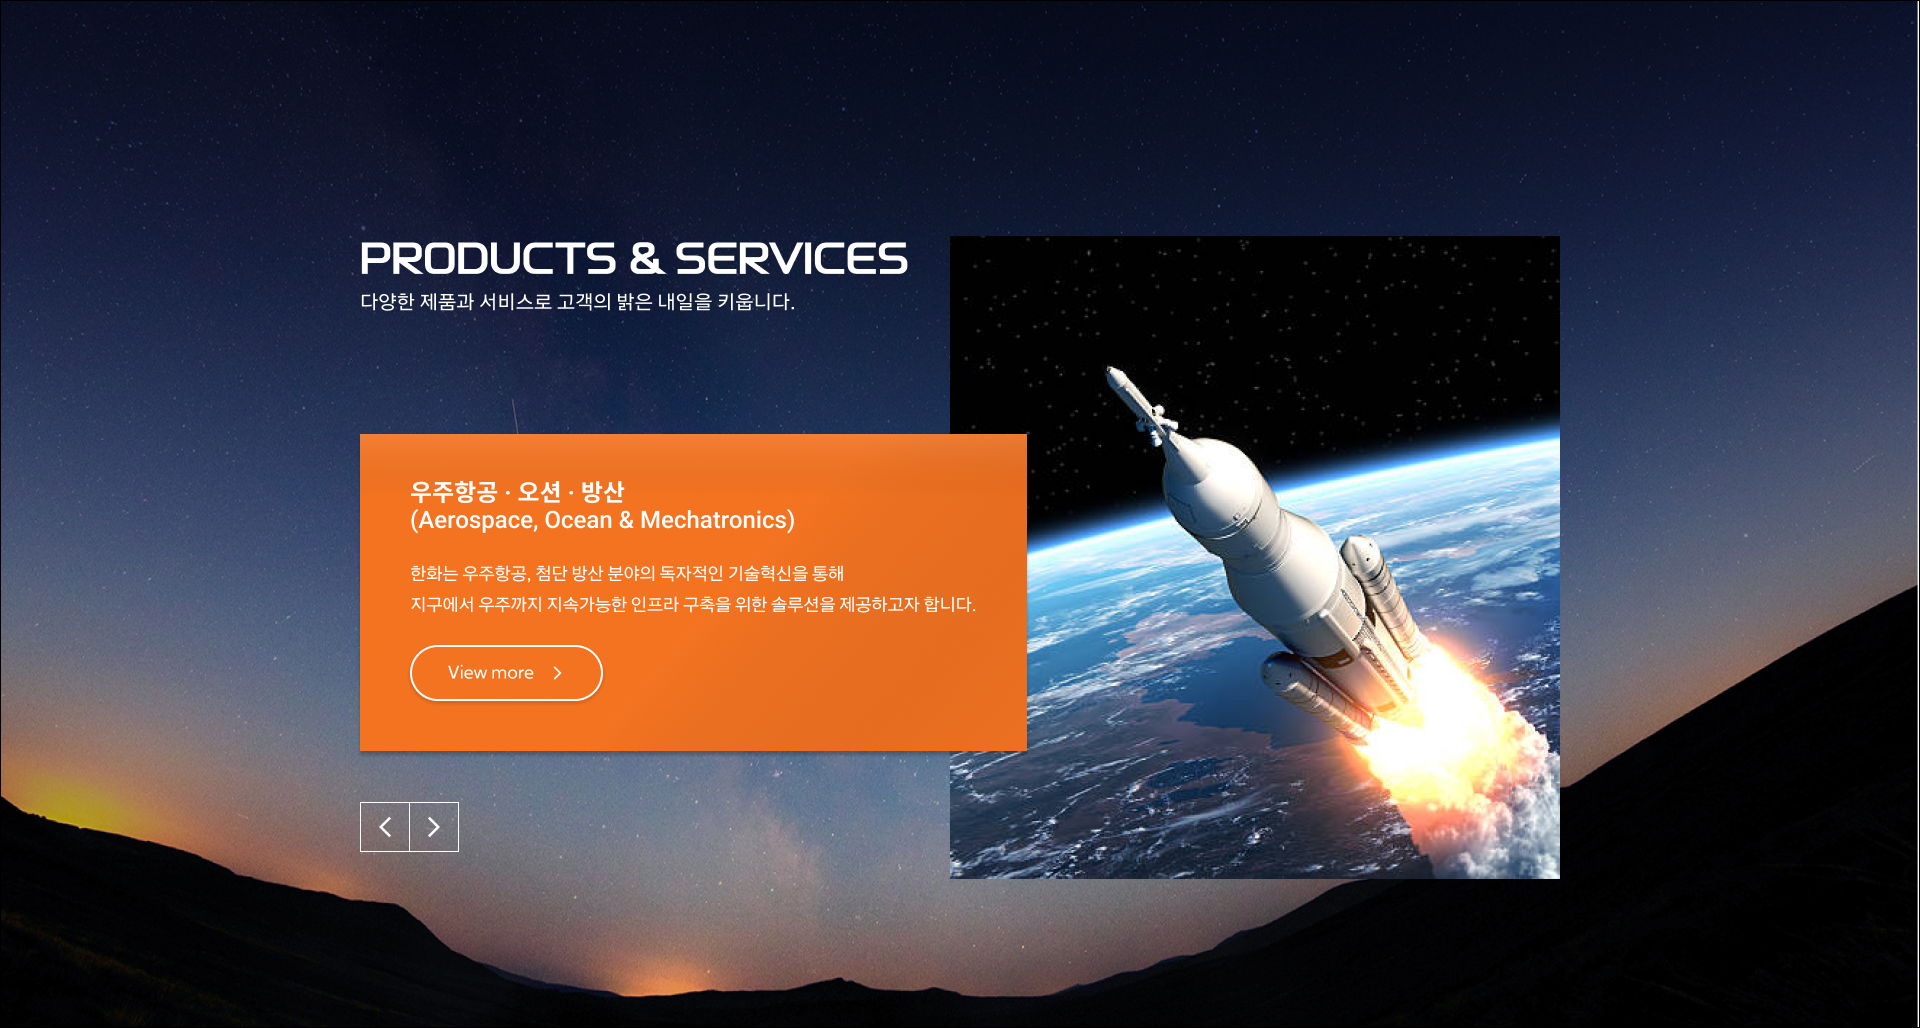 PRODUCTS & SERVICES
다양한 제품과 서비스로 고객의 밝은 내일을 키웁니다.
우주항공 · 오션 · 방산
(Aerospace, Ocean & Mechatronics)
한화는 우주항공, 첨단 방산 분야의 독자적인 기술혁신을 통해
지구에서 우주까지 지속가능한 인프라 구축을 위한 솔루션을 제공하고자 합니다.
View more